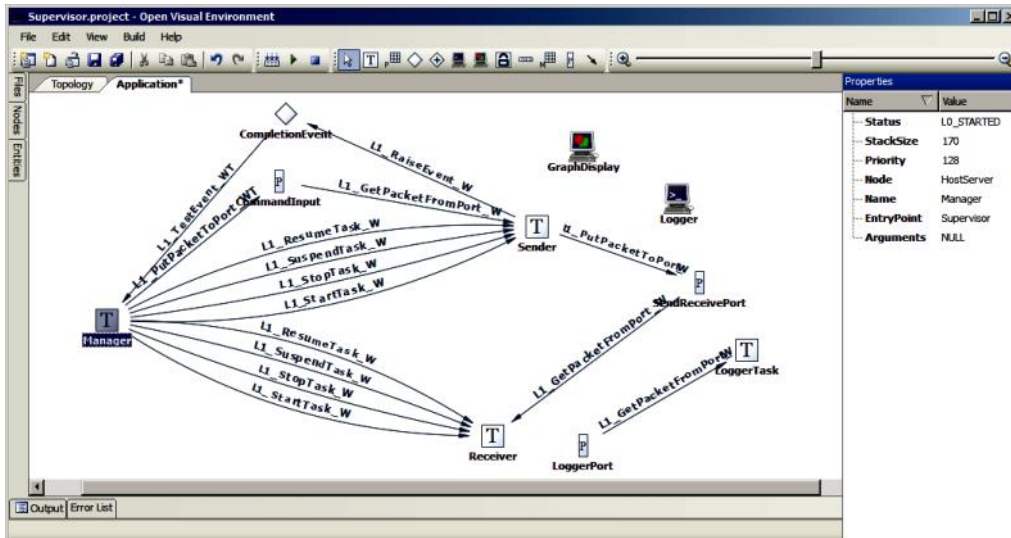 Supervisor.project - Open Visual Environment
File Edit View Build Help
Files
Nodes
Entities
Topology
Application*
CompletionEvent
L1_RaiseEvent_W
L1_TestEvent_WT
CommandInput
L1_GetPacketFromPort_W
L1_PutPacketToPort_WT
GraphDisplay
Logger
T
Sender
L1_ResumeTask_W
L1_SuspendTask_W
L1_StopTask_W
L1_StartTask_W
L1_PutPacketToPort_W
P
SendReceivePort
T
Manager
L1_ResumeTask_W
L1_SuspendTask_W
L1_StopTask_W
L1_StartTask_W
L1_GetPacketFromPort_W
T
LoggerTask
L1_GetPacketFromPort_W
T
Receiver
P
LoggerPort
Output
Error List
Properties
Name Value
Status L0_STARTED
StackSize 170
Priority 128
Node HostServer
Name Manager
EntryPoint Supervisor
Arguments NULL